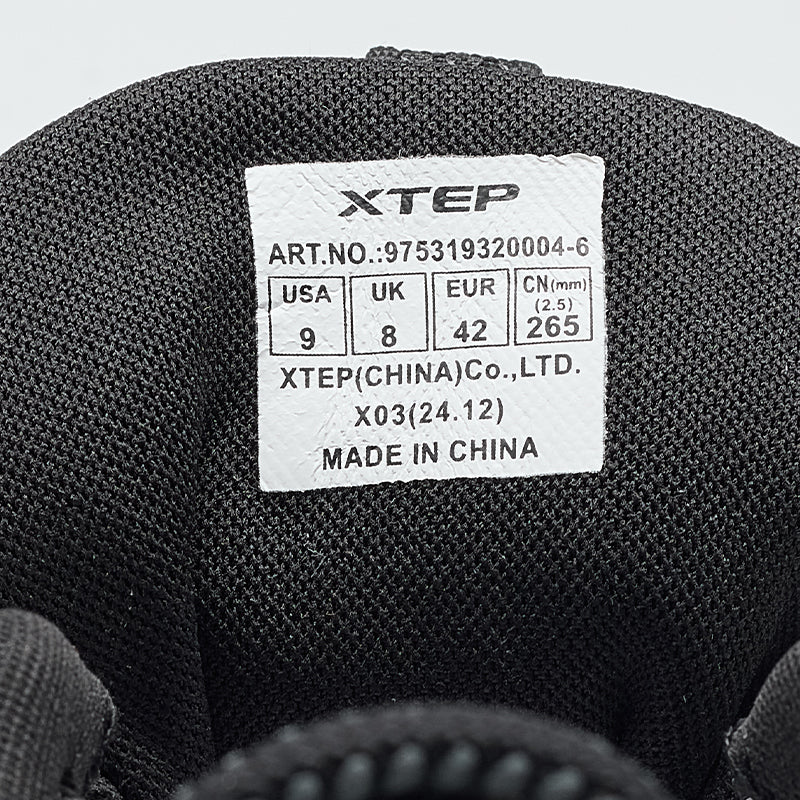 XTEP
ART.NO.:975319320004-6
USA UK EUR CN(mm)
(2.5)
9 8 42 265
XTEP(CHINA)Co.,LTD.
X03(24.12)
MADE IN CHINA